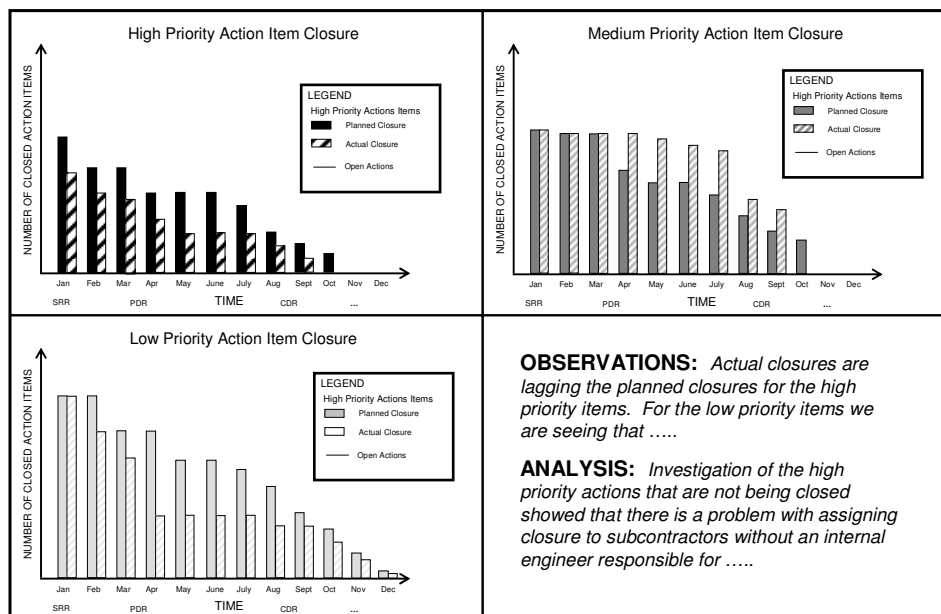 High Priority Action Item Closure
NUMBER OF CLOSED ACTION ITEMS
LEGEND
High Priority Actions Items
Planned Closure
Actual Closure
Open Actions
Jan Feb Mar Apr May June July Aug Sept Oct Nov Dec
SRR PDR TIME CDR ...
Medium Priority Action Item Closure
NUMBER OF CLOSED ACTION ITEMS
LEGEND
High Priority Actions Items
Planned Closure
Actual Closure
Open Actions
Jan Feb Mar Apr May June July Aug Sept Oct Nov Dec
SRR PDR TIME CDR ...
Low Priority Action Item Closure
NUMBER OF CLOSED ACTION ITEMS
LEGEND
High Priority Actions Items
Planned Closure
Actual Closure
Open Actions
Jan Feb Mar Apr May June July Aug Sept Oct Nov Dec
SRR PDR TIME CDR ...
OBSERVATIONS: Actual closures are
lagging the planned closures for the high
priority items. For the low priority items we
are seeing that …..
ANALYSIS: Investigation of the high
priority actions that are not being closed
showed that there is a problem with assigning
closure to subcontractors without an internal
engineer responsible for …..